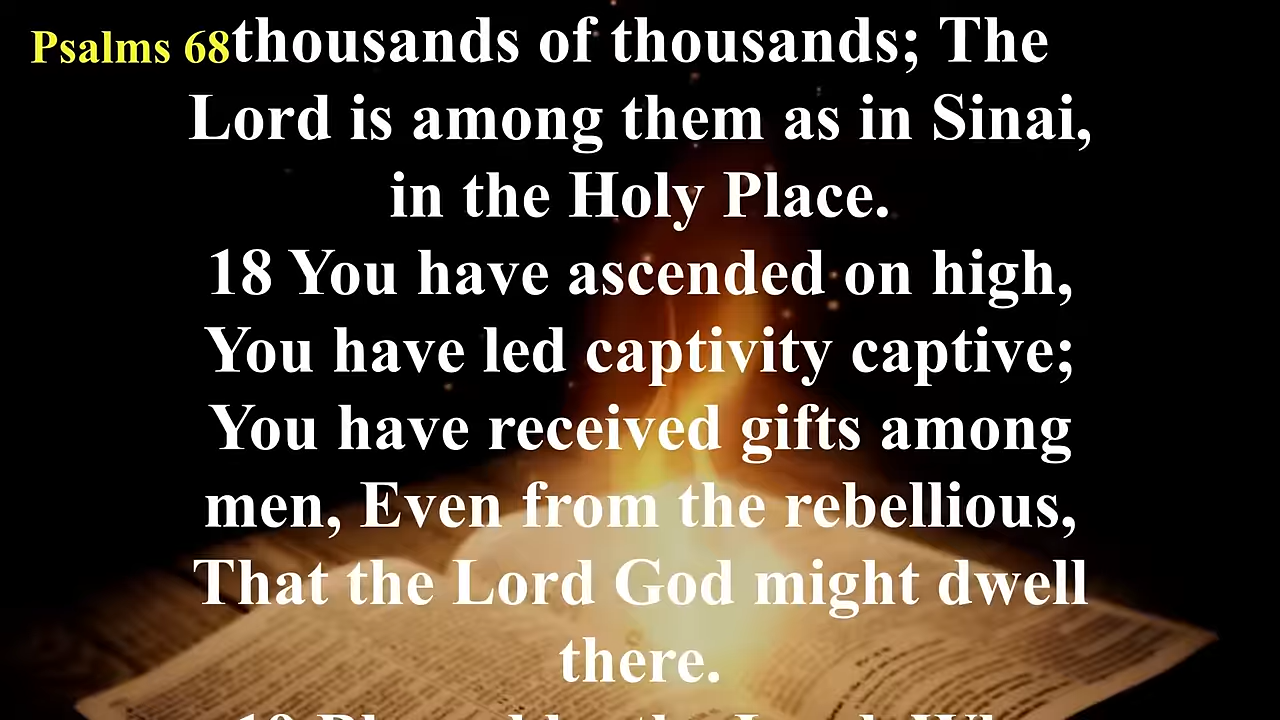 Psalms 68
thousands of thousands; The
Lord is among them as in Sinai,
in the Holy Place.
18 You have ascended on high,
You have led captivity captive;
You have received gifts among
men, Even from the rebellious,
That the Lord God might dwell
there.